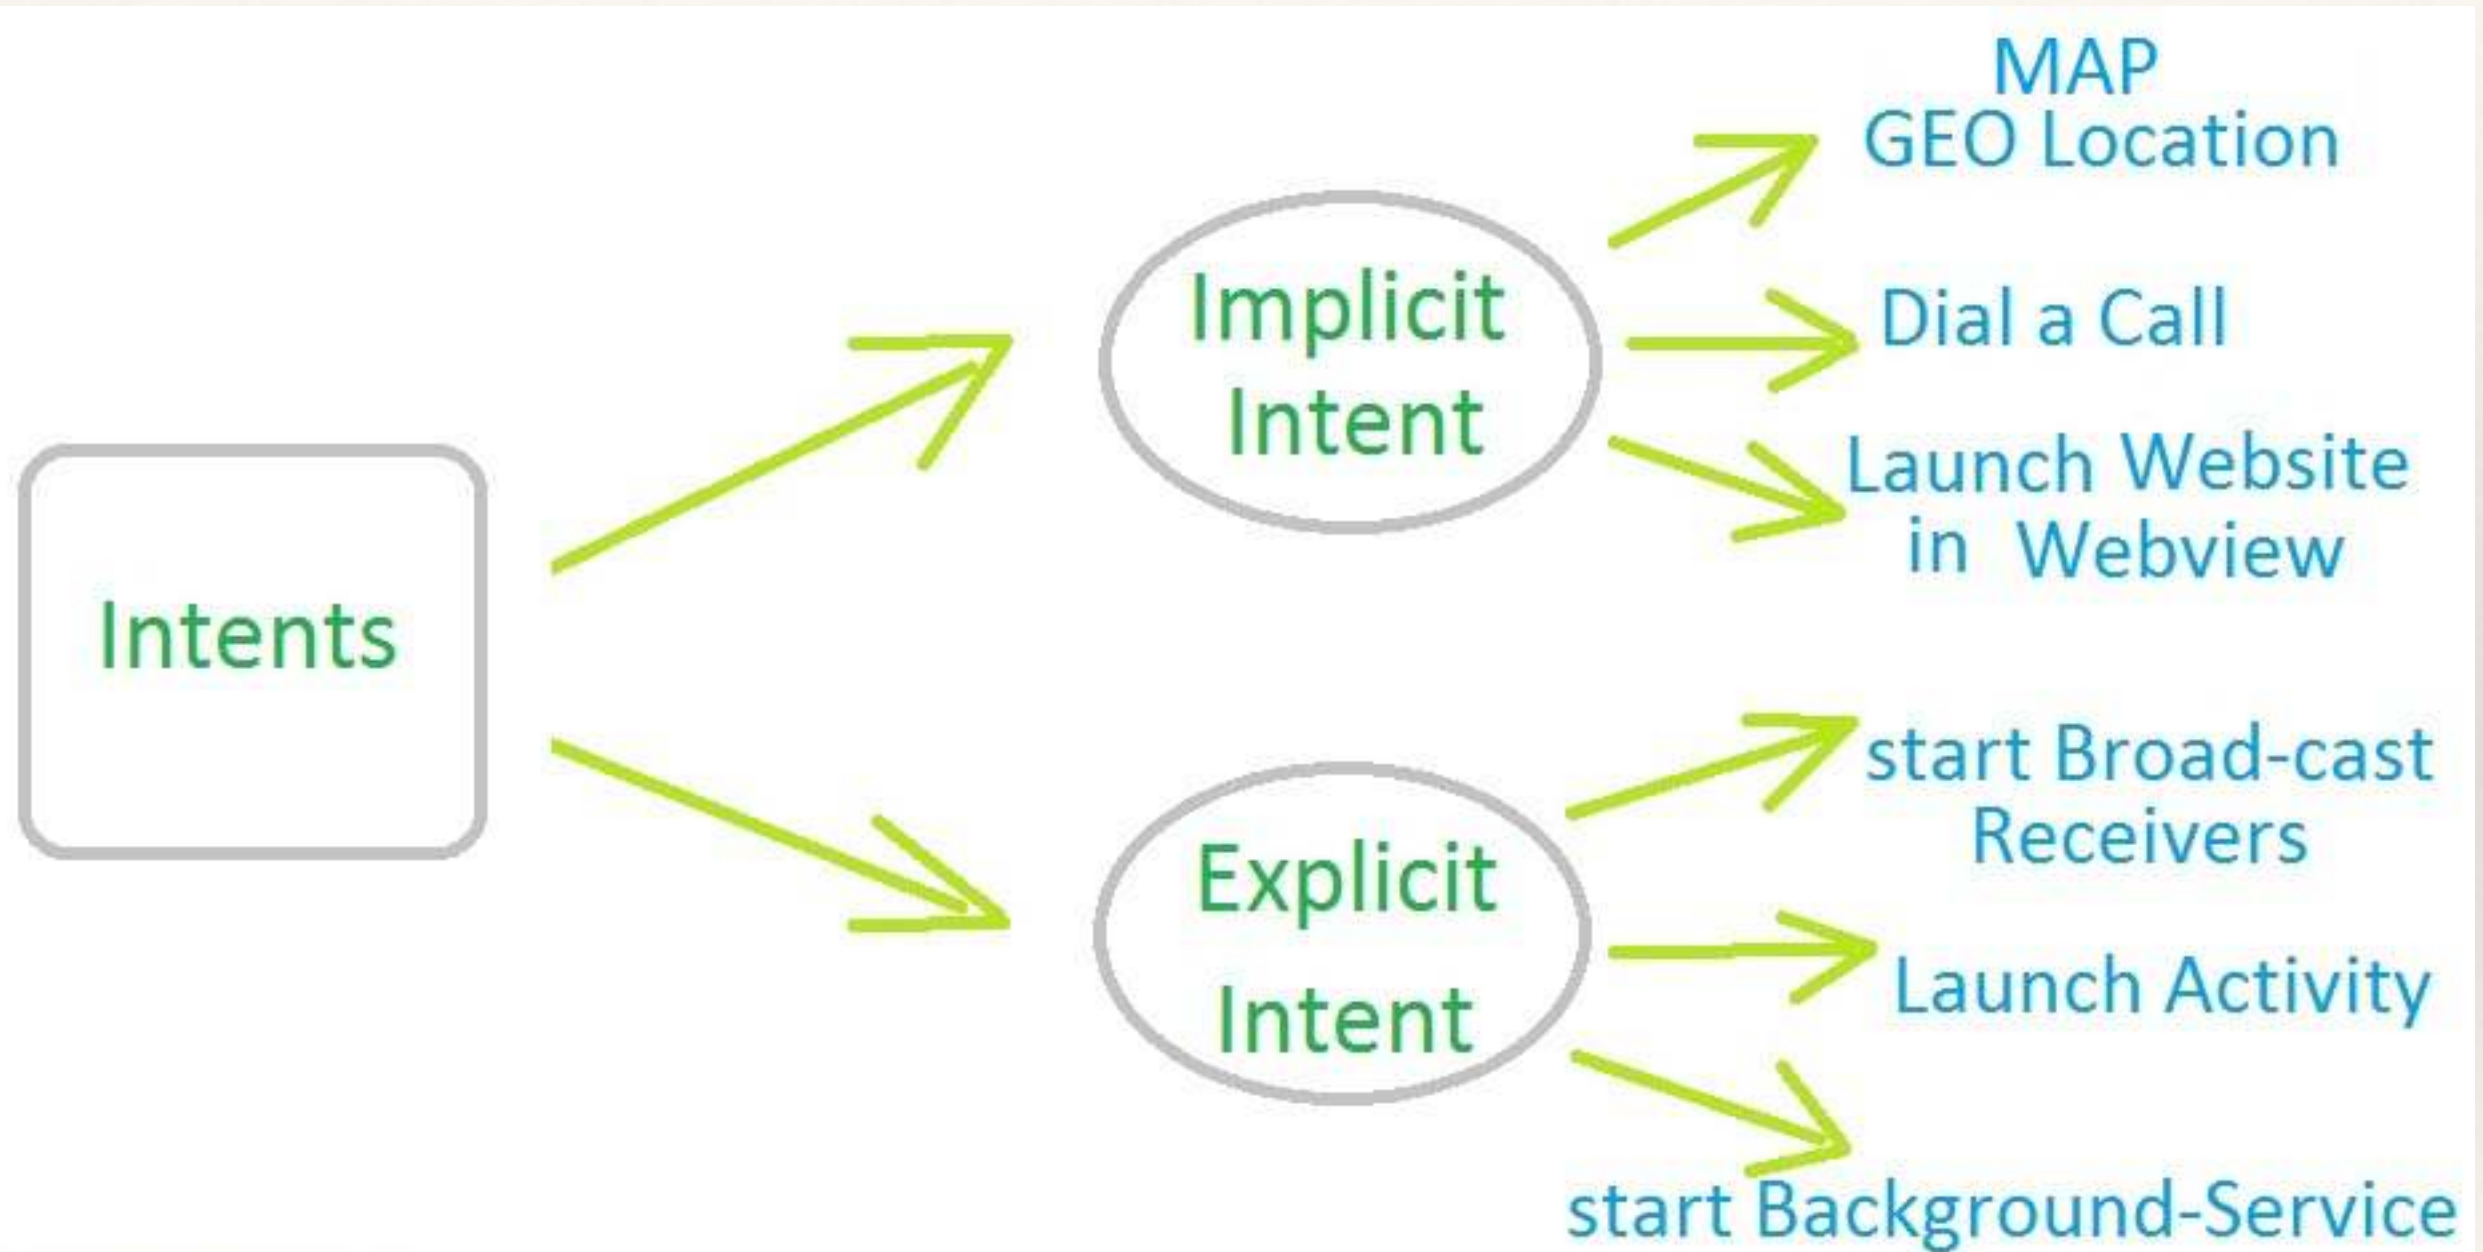 Intents
Implicit
Intent
MAP
GEO Location
Dial a Call
Launch Website
in Webview
Explicit
Intent
start Broad-cast
Receivers
Launch Activity
start Background-Service